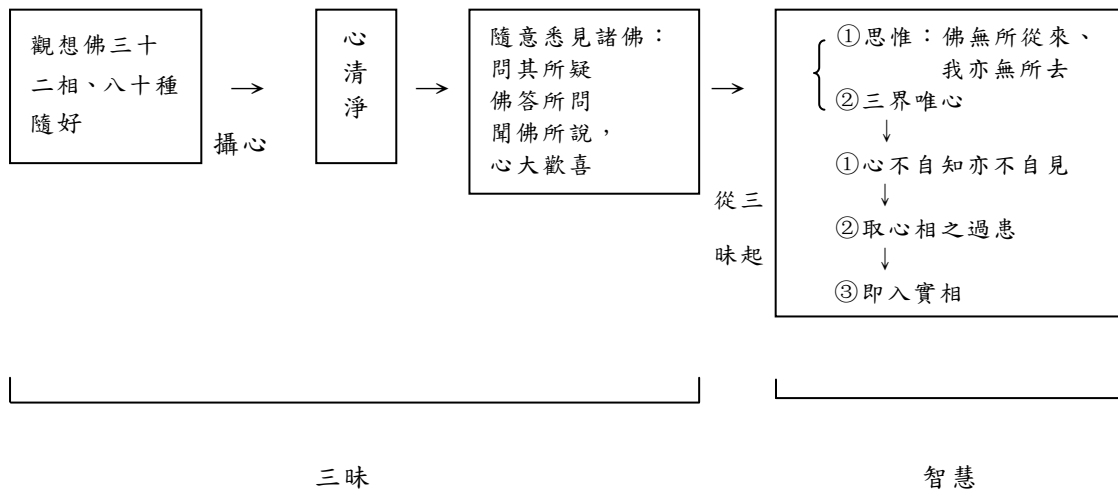 觀想佛三十
二相、八十種
隨好
→
攝心
心
清
淨
→
隨意悉見諸佛：
問其所疑
佛答所問
聞佛所說，
心大歡喜
→
從三
昧起
①思惟：佛無所從來、
我亦無所去
②三界唯心
↓
①心不自知亦不自見
↓
②取心相之過患
↓
③即入實相
三昧
智慧